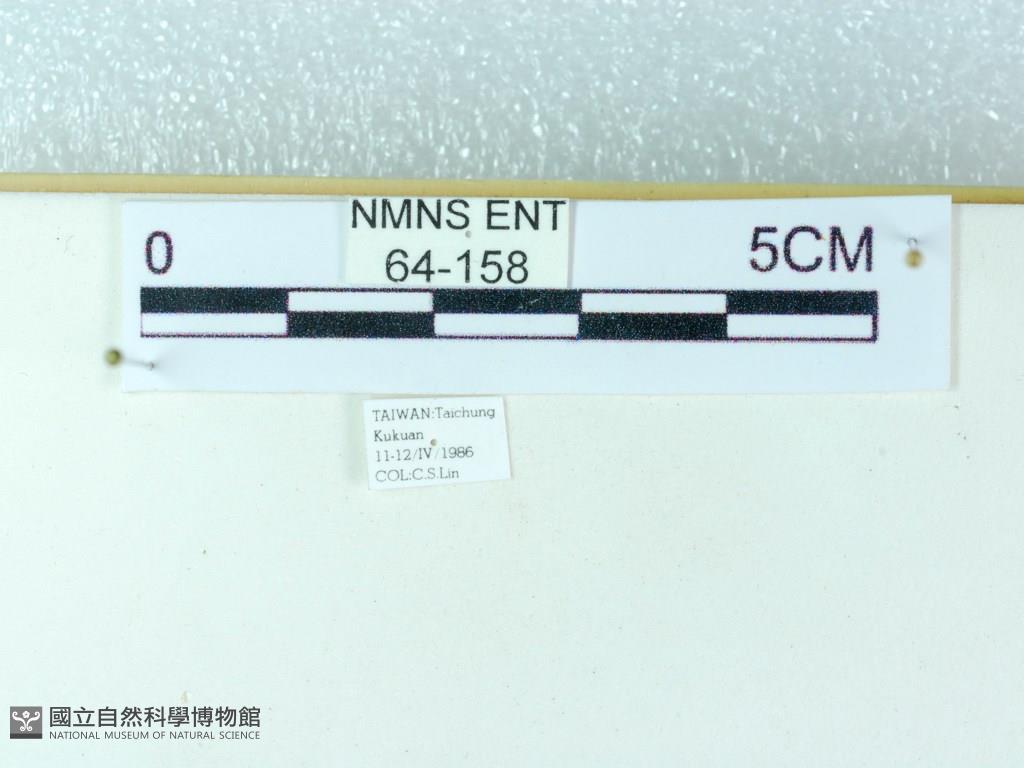 NMNS ENT
64-158
0
5CM
TAIWAN:Taichung
Kukuan
11-12/IV/1986
COL:C.S.Lin
國立自然科學博物館
NATIONAL MUSEUM OF NATURAL SCIENCE